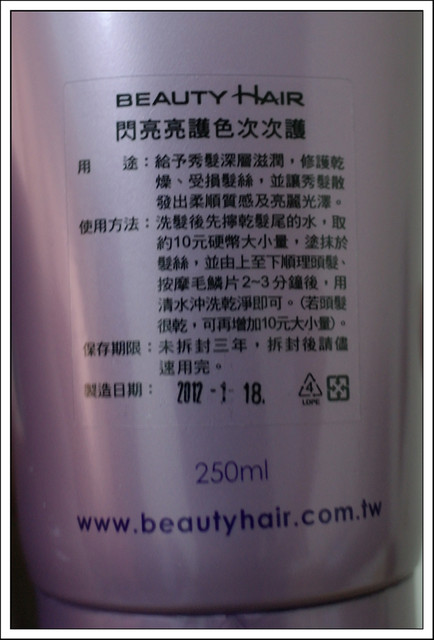 BEAUTY HAIR
閃亮亮護色次次護
用　　途：給予秀髮深層滋潤，修護乾
燥、受損髮絲，並讓秀髮散
發出柔順質感及亮麗光澤。
使用方法：洗髮後先擰乾髮尾的水，取
約10元硬幣大小量，塗抹於
髮絲，並由上至下順理頭髮、
按摩毛鱗片2~3分鐘後，用
清水沖洗乾淨即可。（若頭髮
很乾，可再增加10元大小量）。
保存期限：未拆封三年，拆封後請儘
速用完。
製造日期：2012 - 1- 18.
4
LDPE
250ml
www.beautyhair.com.tw